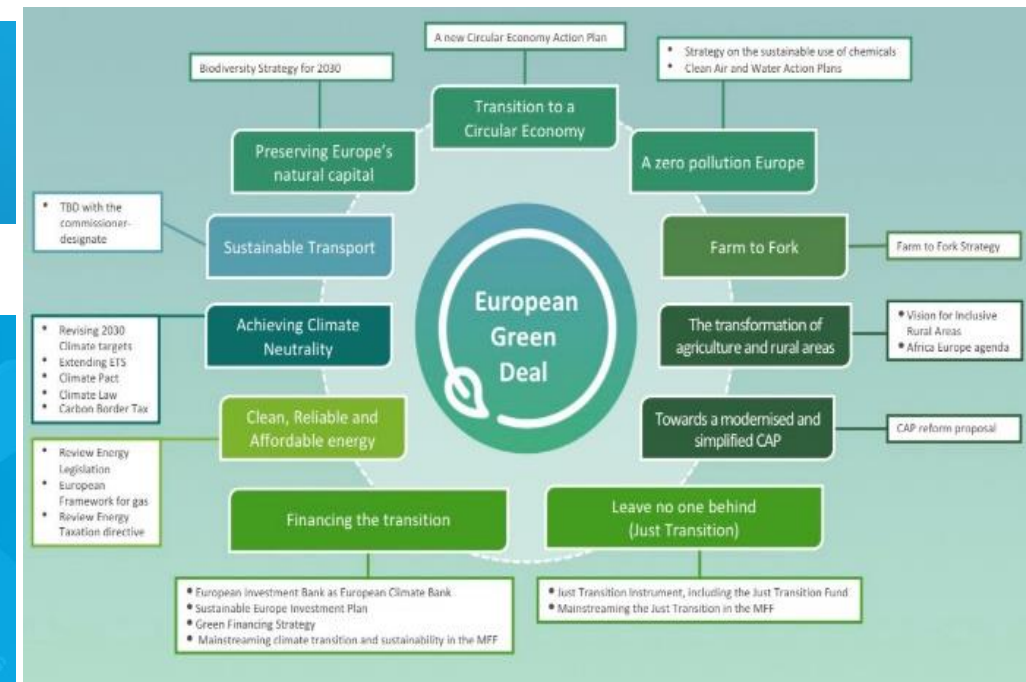 A new Circular Economy Action Plan
Transition to a
Circular Economy
• Strategy on the sustainable use of chemicals
• Clean Air and Water Action Plans
A zero pollution Europe
Biodiversity Strategy for 2030
Preserving Europe's
natural capital
• TBD with the
commissioner-
designate
Sustainable Transport
Farm to Fork
Farm to Fork Strategy
European
Green
Deal
• Revising 2030
Climate targets
• Extending ETS
• Climate Pact
• Climate Law
• Carbon Border Tax
Achieving Climate
Neutrality
The transformation of
agriculture and rural areas
• Vision for Inclusive
Rural Areas
• Africa Europe agenda
• Review Energy
Legislation
• European
Framework for gas
• Review Energy
Taxation directive
Clean, Reliable and
Affordable energy
Towards a modernised and
simplified CAP
CAP reform proposal
Financing the transition
• European Investment Bank as European Climate Bank
• Sustainable Europe Investment Plan
• Green Financing Strategy
• Mainstreaming climate transition and sustainability in the MFF
Leave no one behind
(Just Transition)
• Just Transition Instrument, including the Just Transition Fund
• Mainstreaming the Just Transition in the MFF